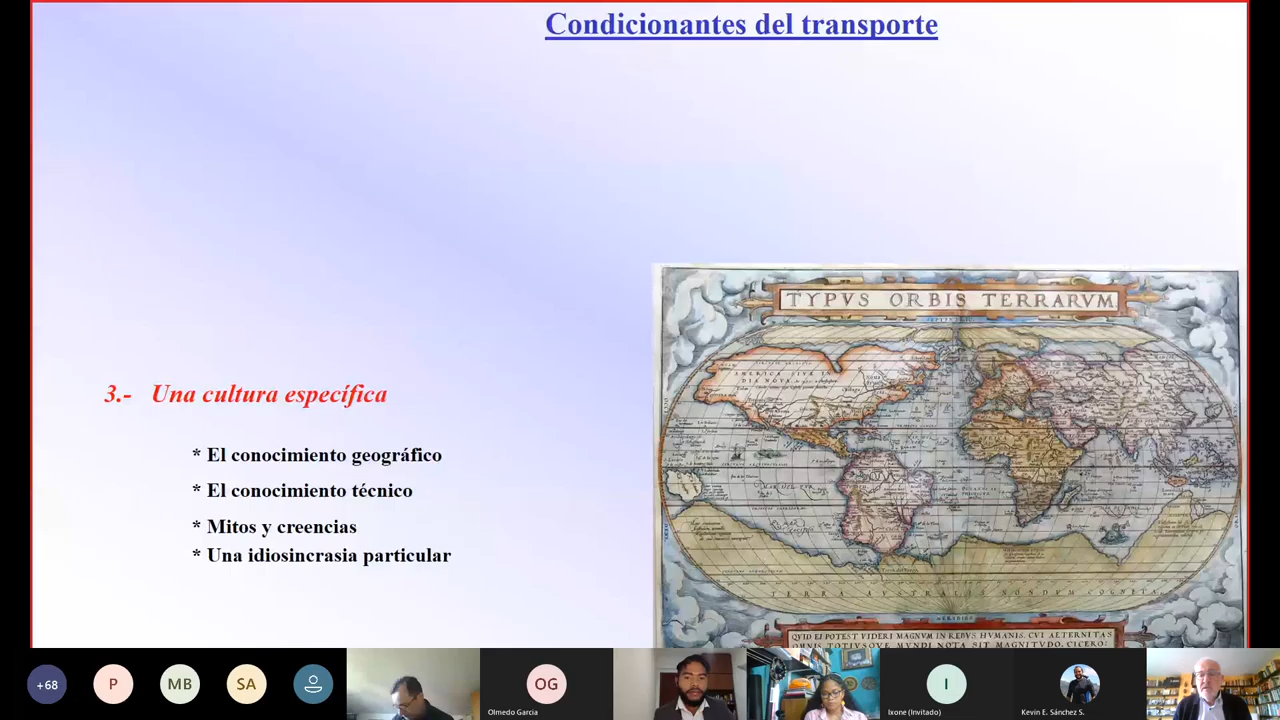 Condicionantes del transporte
3.- Una cultura específica
* El conocimiento geográfico
* El conocimiento técnico
* Mitos y creencias
* Una idiosincrasia particular
TYPVS ORBIS TERRARVM
TERRA AVSTRALIS NONDVM COGNITA
QVID EI POTEST VIDERI MAGNVM IN REBVS HVMANIS, CVI ÆTERNITAS
OMNIS, TOTIVSQVE MVNDI NOTA SIT MAGNITVDO. CICERO:
+68
P
MB
SA
OG
I
Olmedo Garcia
Ixone (Invitado)
Kevin E. Sánchez S.